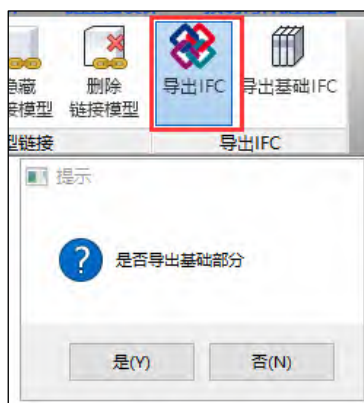 隐藏 删除 导出IFC 导出基础IFC
接模型 链接模型
型链接 导出IFC
提示
是否导出基础部分
是(Y) 否(N)